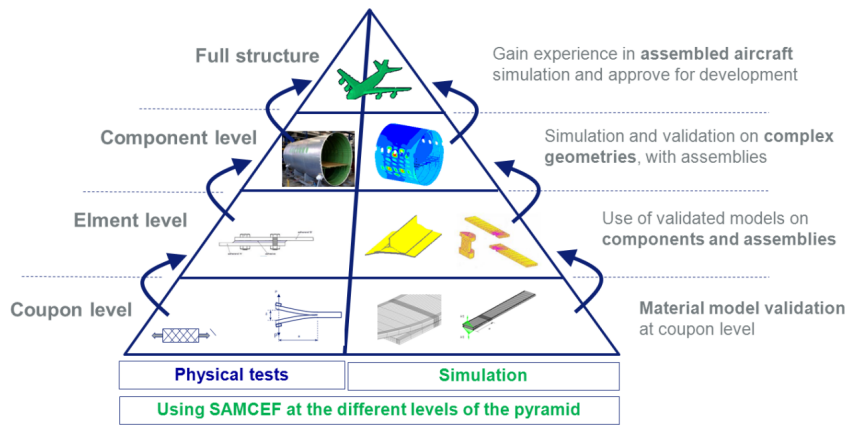 Full structure
Gain experience in assembled aircraft
simulation and approve for development
Component level
Simulation and validation on complex
geometries, with assemblies
Elment level
Use of validated models on
components and assemblies
Coupon level
Material model validation
at coupon level
Physical tests
Simulation
Using SAMCEF at the different levels of the pyramid